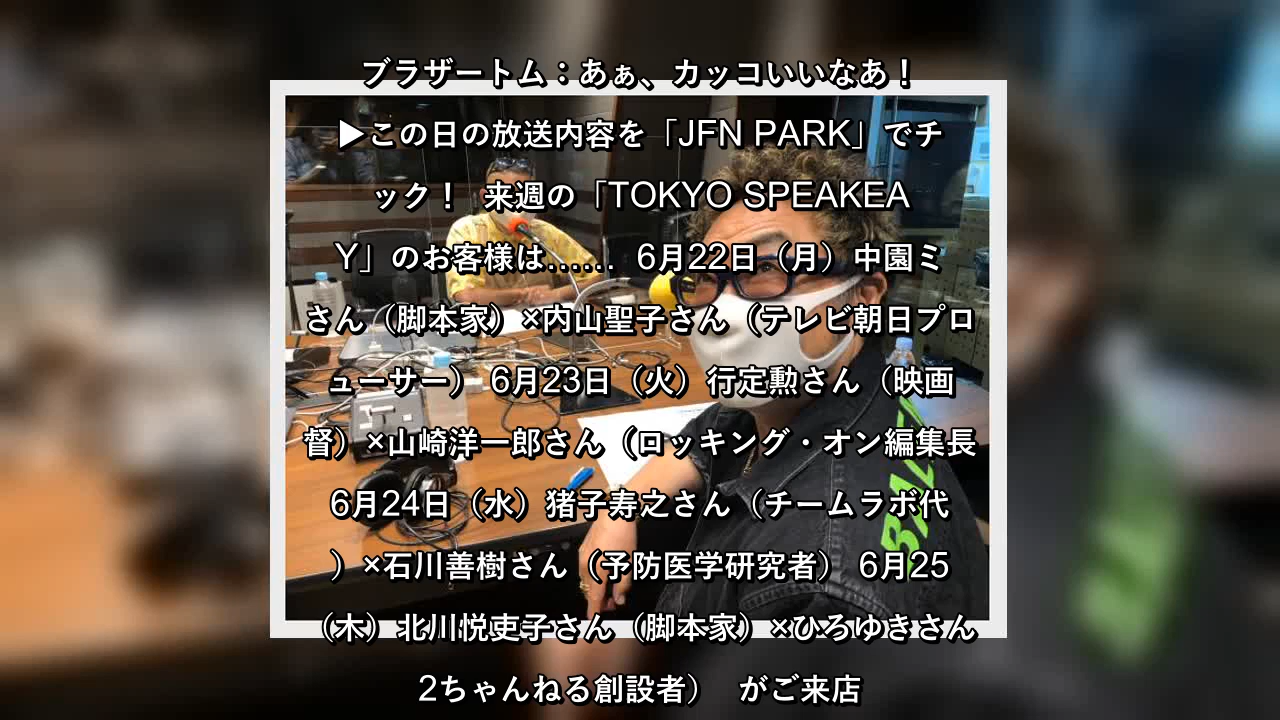 ブラザートム：あぁ、カッコいいなあ！
▶この日の放送内容を「JFN PARK」でチ
ック！ 来週の「TOKYO SPEAKEA
Y」のお客様は…… 6月22日（月）中園ミ
さん（脚本家）×内山聖子さん（テレビ朝日プロ
ューサー） 6月23日（火）行定勲さん（映画
督）×山崎洋一郎さん（ロッキング・オン編集長
6月24日（水）猪子寿之さん（チームラボ代
）×石川善樹さん（予防医学研究者） 6月25
（木）北川悦吏子さん（脚本家）×ひろゆきさん
2ちゃんねる創設者） がご来店